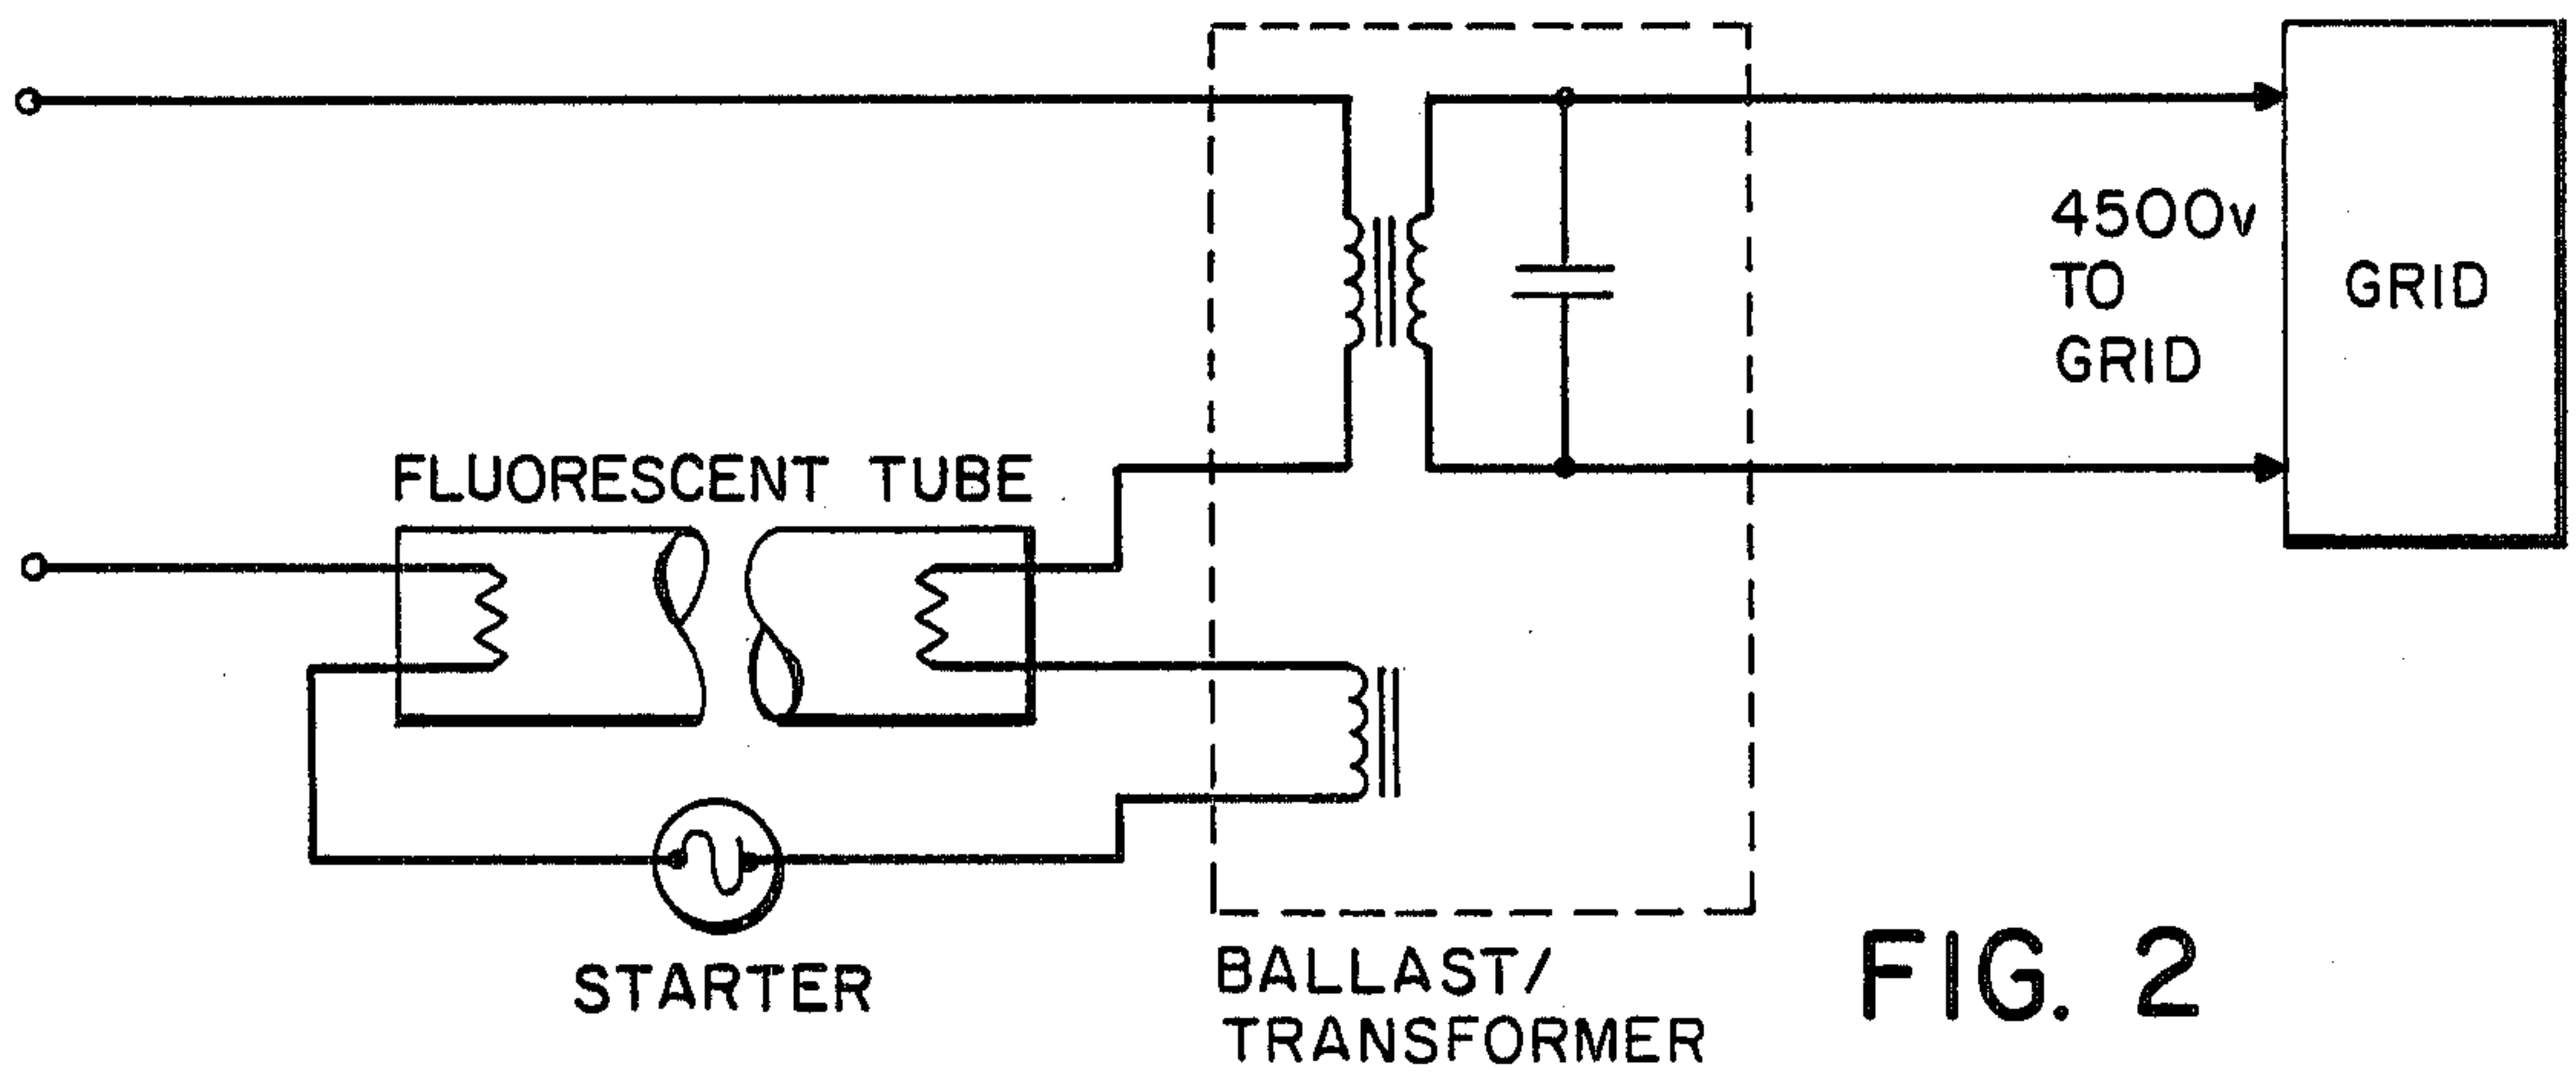 4500v
TO
GRID
GRID
FLUORESCENT TUBE
STARTER
BALLAST/
TRANSFORMER
FIG. 2